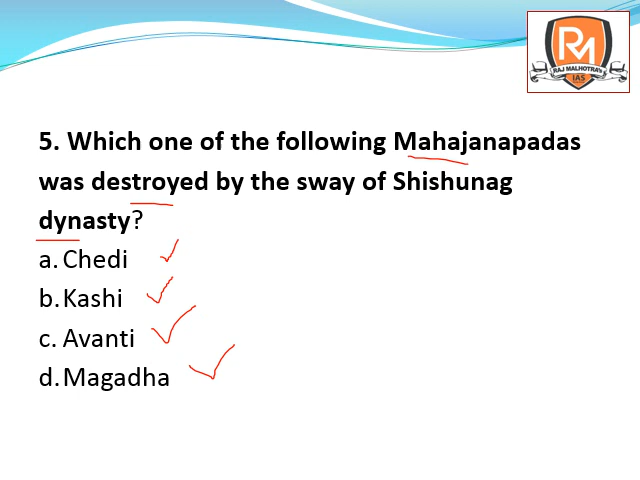 RM
RAJ MALHOTRA'S
IAS
5. Which one of the following Mahajanapadas
was destroyed by the sway of Shishunag
dynasty?
a. Chedi
b. Kashi
c. Avanti
d. Magadha